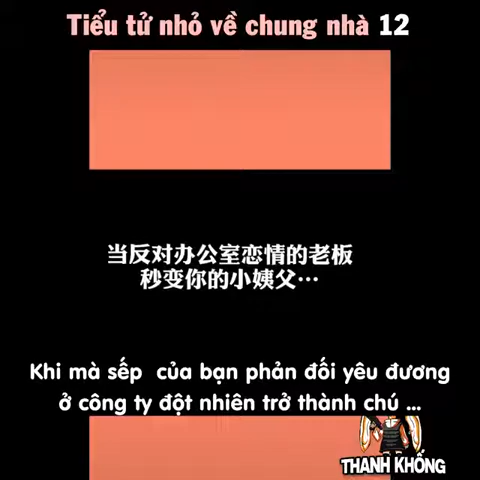 Tiểu tử nhỏ về chung nhà 12
当反对办公室恋情的老板
秒变你的小姨父…
Khi mà sếp của bạn phản đối yêu đương
ở công ty đột nhiên trở thành chú ...
THANH KHỐNG